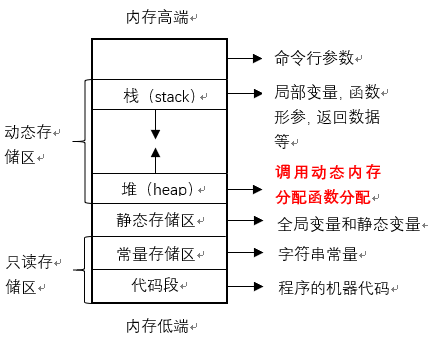 内存高端
命令行参数
栈（stack）
局部变量, 函数
形参, 返回数据
等
动态存
储区
调用动态内存
分配函数分配
堆（heap）
静态存储区
全局变量和静态变量
只读存
储区
常量存储区
字符串常量
代码段
程序的机器代码
内存低端